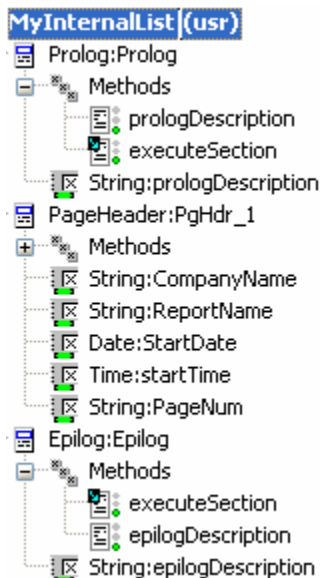 MyInternalList (usr)
Prolog:Prolog
Methods
prologDescription
executeSection
String:prologDescription
PageHeader:PgHdr_1
Methods
String:CompanyName
String:ReportName
Date:StartDate
Time:startTime
String:PageNum
Epilog:Epilog
Methods
executeSection
epilogDescription
String:epilogDescription